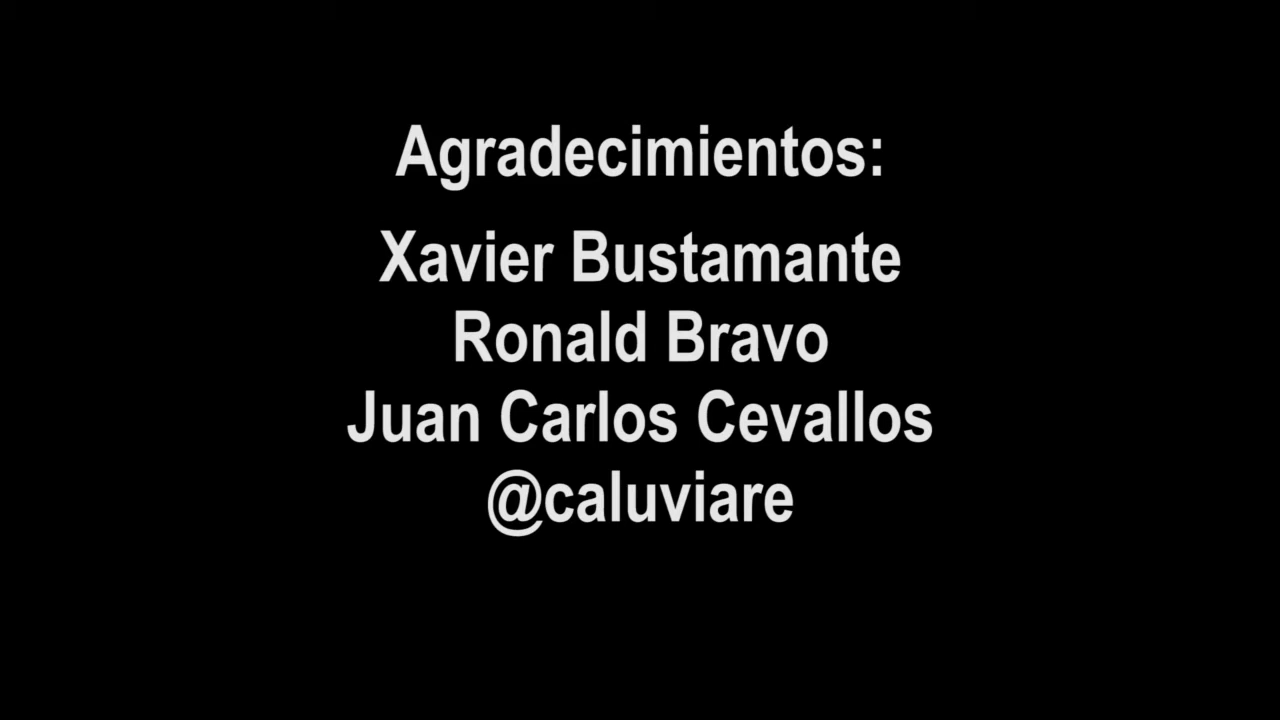 Agradecimientos:
Xavier Bustamante
Ronald Bravo
Juan Carlos Cevallos
@caluviare